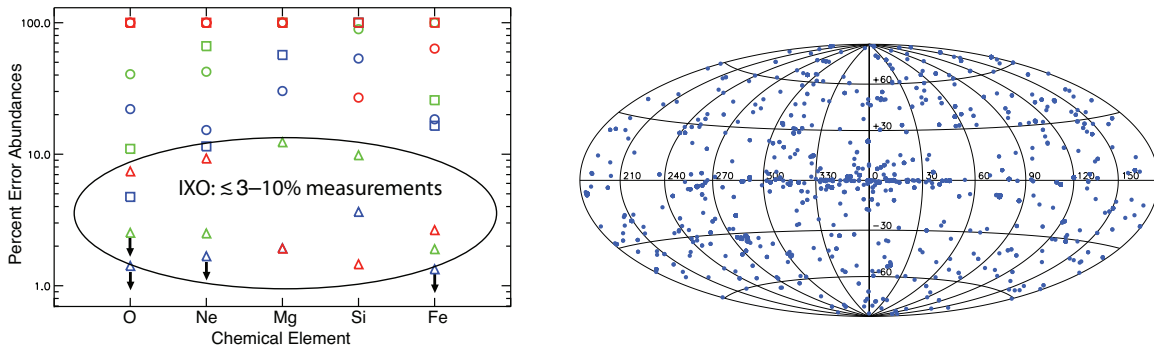 100.0
10.0
1.0
Percent Error Abundances
IXO: ≤ 3–10% measurements
O Ne Mg Si Fe
Chemical Element
+60
+30
210 240 270 300 330 0 30 60 90 120 150
−30
−60